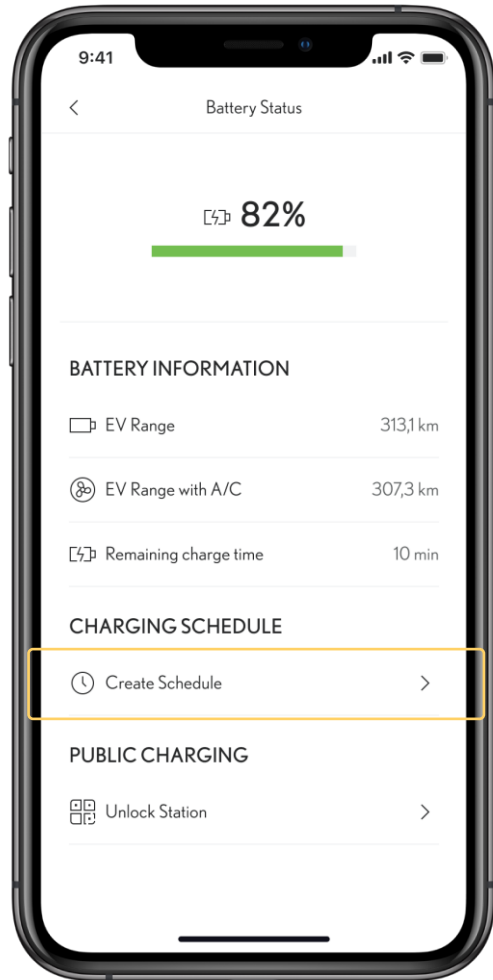 9:41
Battery Status
82%
BATTERY INFORMATION
EV Range 313,1 km
EV Range with A/C 307,3 km
Remaining charge time 10 min
CHARGING SCHEDULE
Create Schedule
PUBLIC CHARGING
Unlock Station